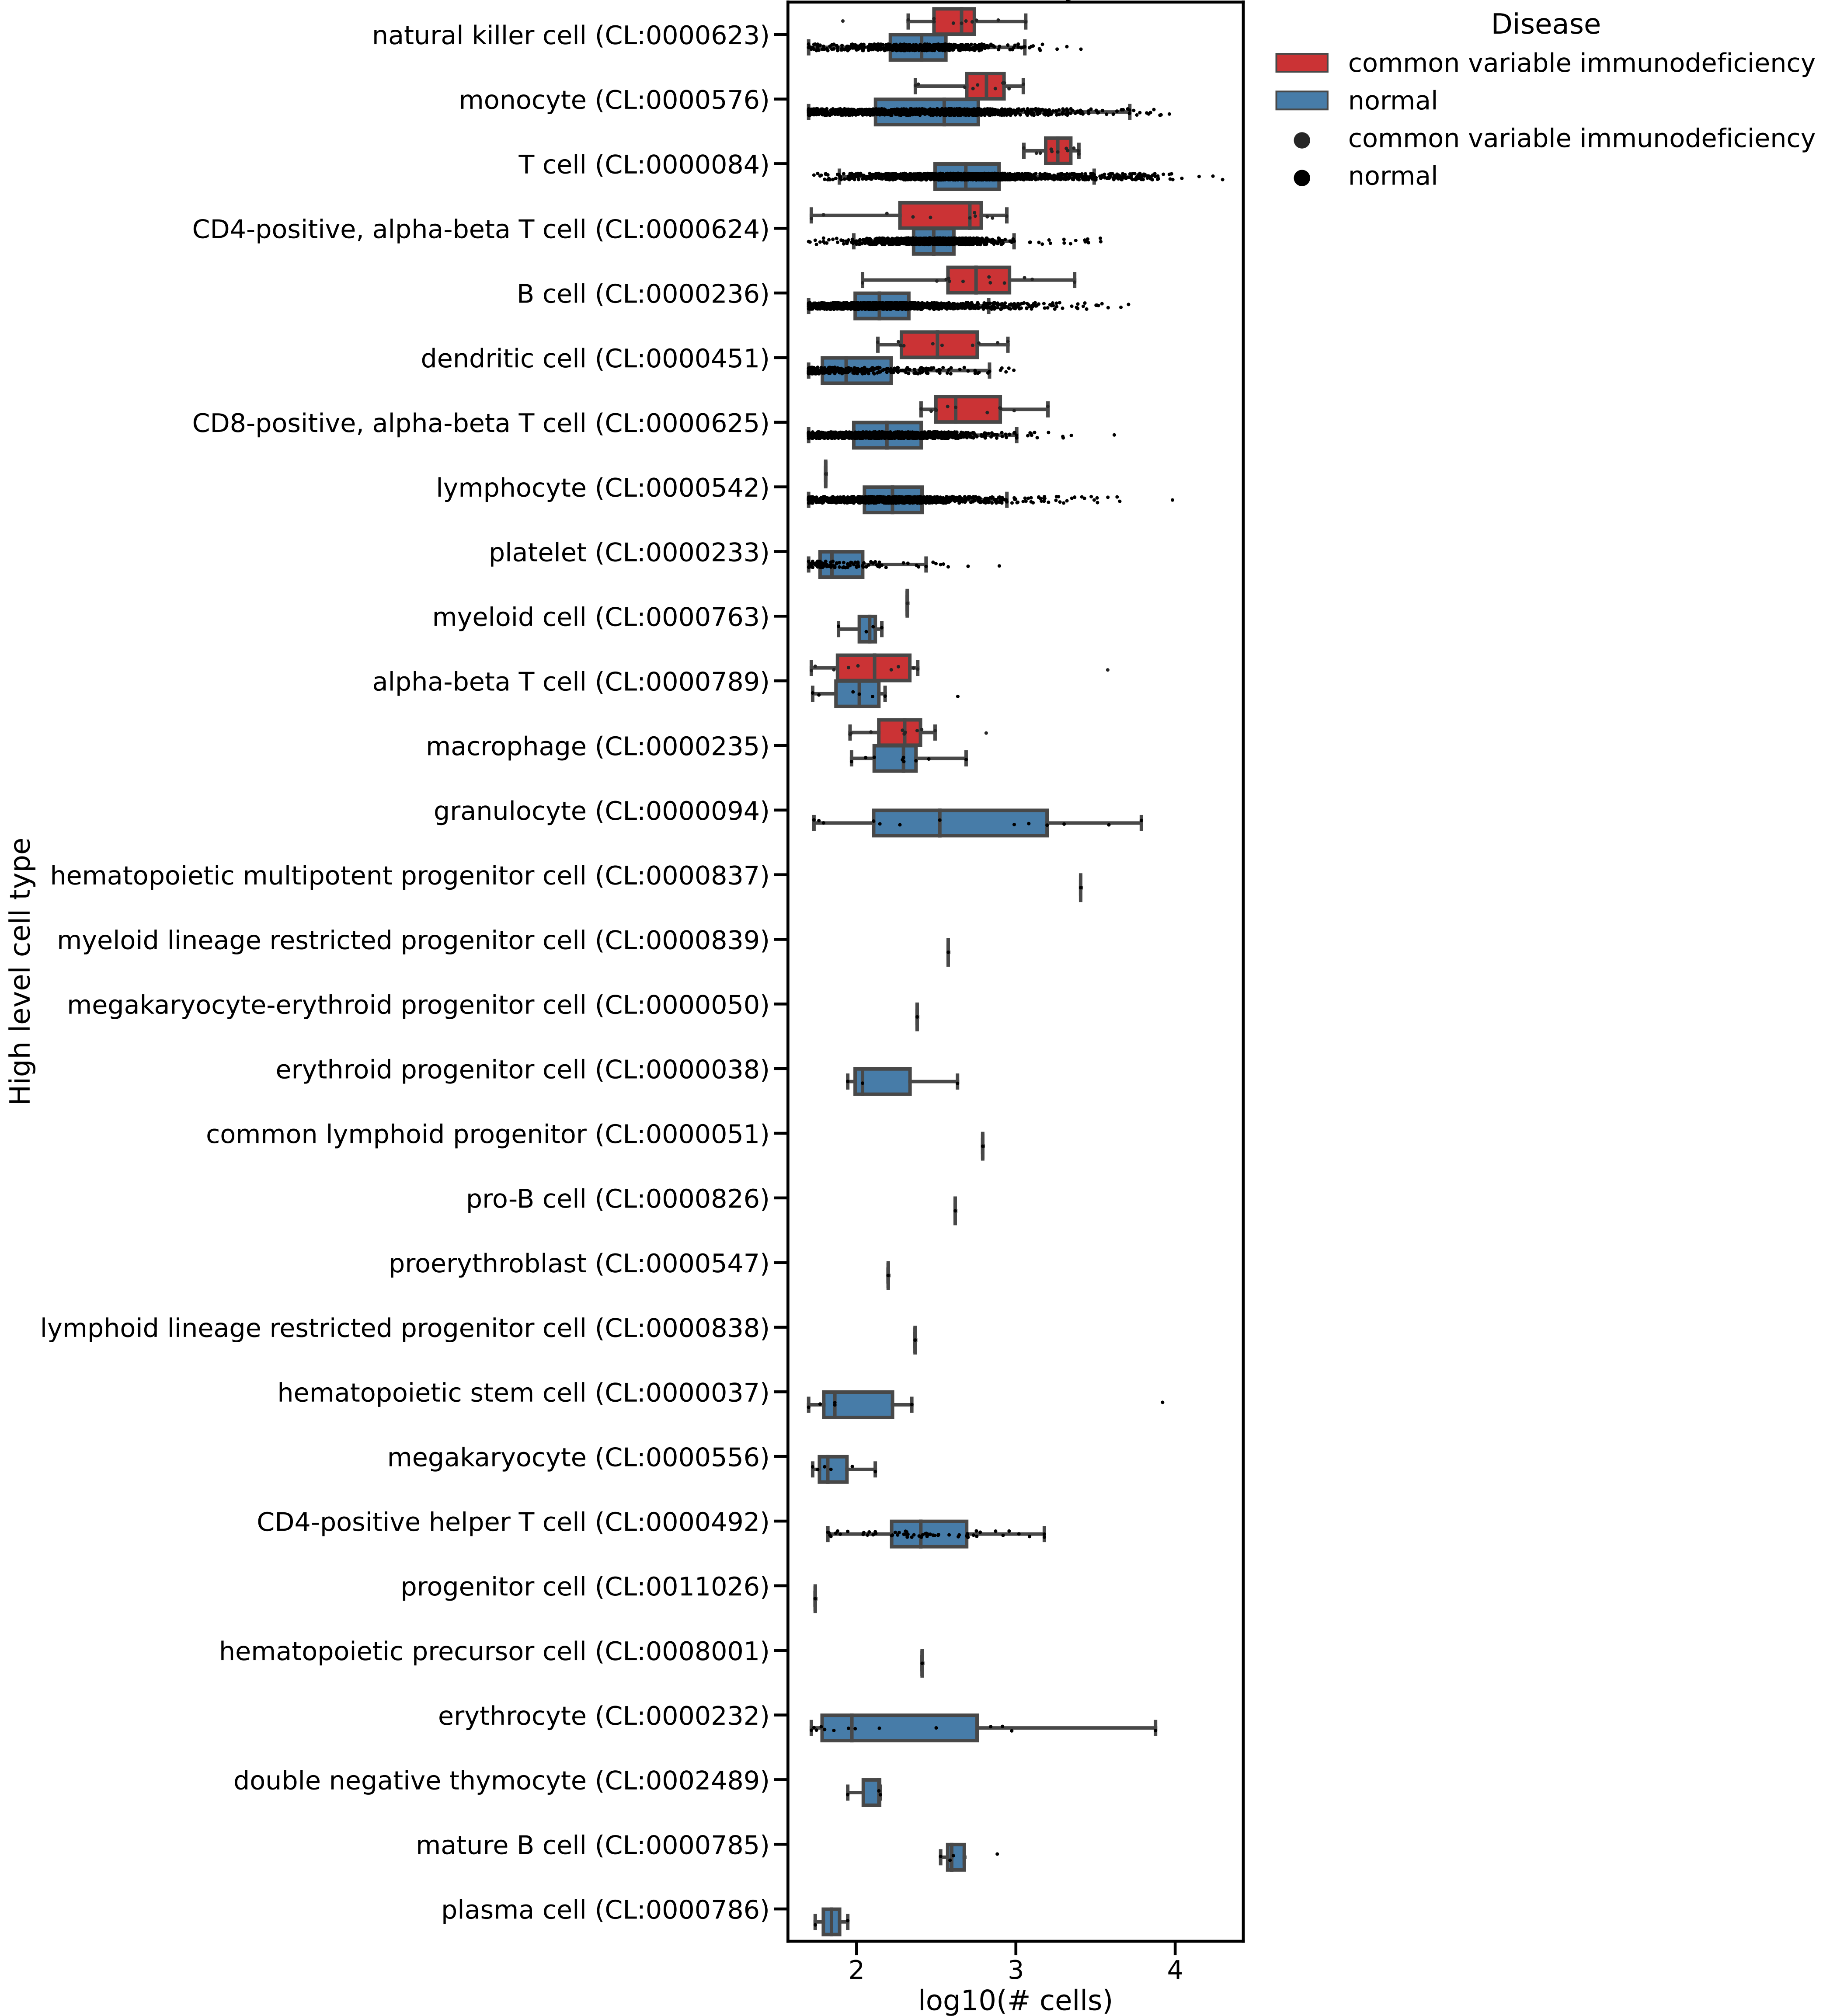 natural killer cell (CL:0000623)
monocyte (CL:0000576)
T cell (CL:0000084)
CD4-positive, alpha-beta T cell (CL:0000624)
B cell (CL:0000236)
dendritic cell (CL:0000451)
CD8-positive, alpha-beta T cell (CL:0000625)
lymphocyte (CL:0000542)
platelet (CL:0000233)
myeloid cell (CL:0000763)
alpha-beta T cell (CL:0000789)
macrophage (CL:0000235)
granulocyte (CL:0000094)
hematopoietic multipotent progenitor cell (CL:0000837)
myeloid lineage restricted progenitor cell (CL:0000839)
megakaryocyte-erythroid progenitor cell (CL:0000050)
erythroid progenitor cell (CL:0000038)
common lymphoid progenitor (CL:0000051)
pro-B cell (CL:0000826)
proerythroblast (CL:0000547)
lymphoid lineage restricted progenitor cell (CL:0000838)
hematopoietic stem cell (CL:0000037)
megakaryocyte (CL:0000556)
CD4-positive helper T cell (CL:0000492)
progenitor cell (CL:0011026)
hematopoietic precursor cell (CL:0008001)
erythrocyte (CL:0000232)
double negative thymocyte (CL:0002489)
mature B cell (CL:0000785)
plasma cell (CL:0000786)
High level cell type
2 3 4
log10(# cells)
Disease
common variable immunodeficiency
normal
common variable immunodeficiency
normal